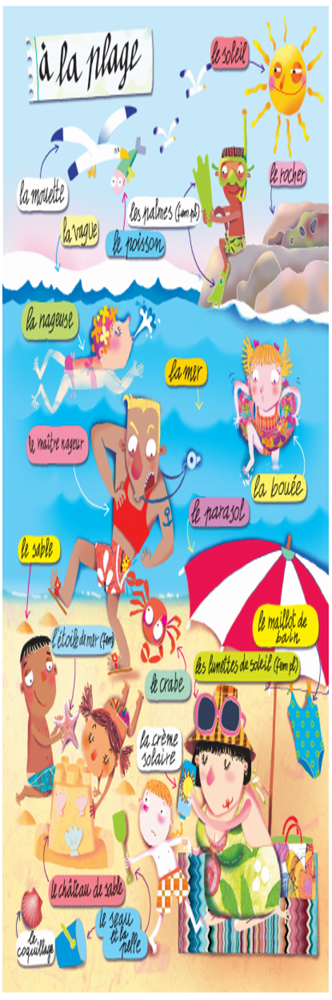 à la plage
le soleil
le rocher
la mouette
les palmes (fem pl)
la vague
le poisson
la nageuse
la mer
le maître nageur
la bouée
le parasol
le sable
le maillot de
bain
l'étoile de mer (fem)
les lunettes de soleil (fem pl)
le crabe
la crème
solaire
le château de sable
le seau
et la
pelle
le
coquillage